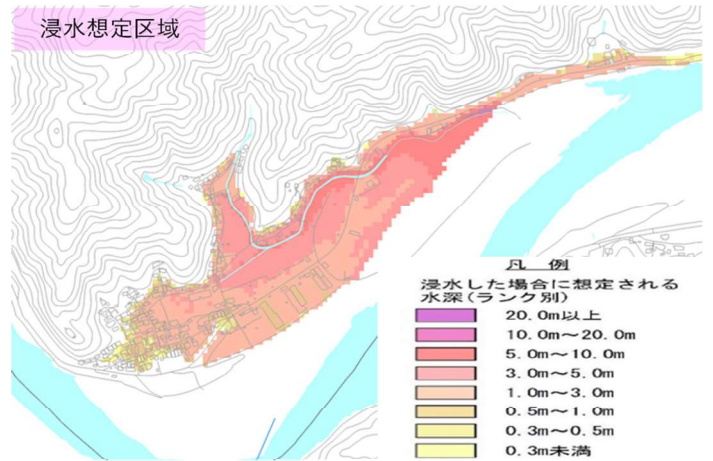 浸水想定区域
凡 例
浸水した場合に想定される
水深(ランク別)
20.0m以上
10.0m～20.0m
5.0m～10.0m
3.0m～5.0m
1.0m～3.0m
0.5m～1.0m
0.3m～0.5m
0.3m未満